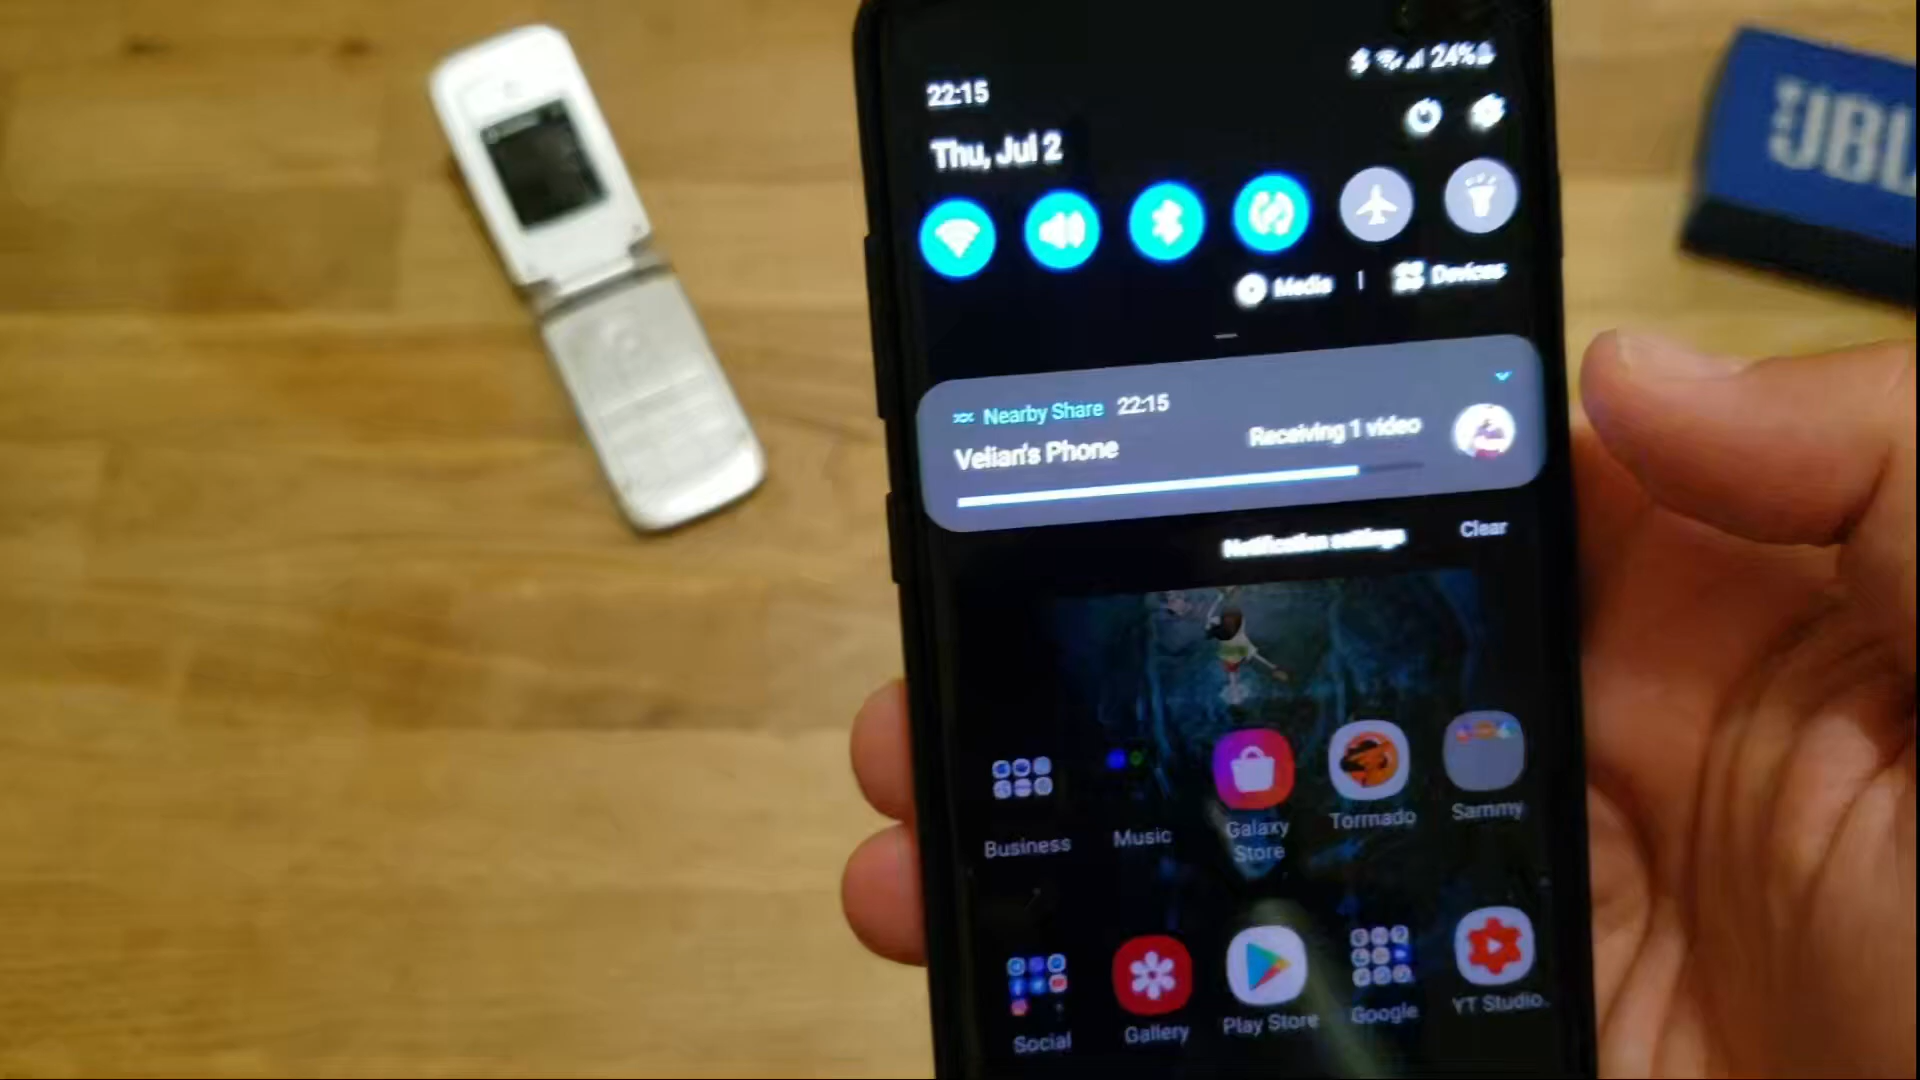 24%
22:15
Thu, Jul 2
JBL
Media | Devices
Nearby Share 22:15
Velian's Phone
Receiving 1 video
Notification settings
Clear
Business
Music
Galaxy
Store
Tormado
Sammy
Social
Gallery
Play Store
Google
YT Studio